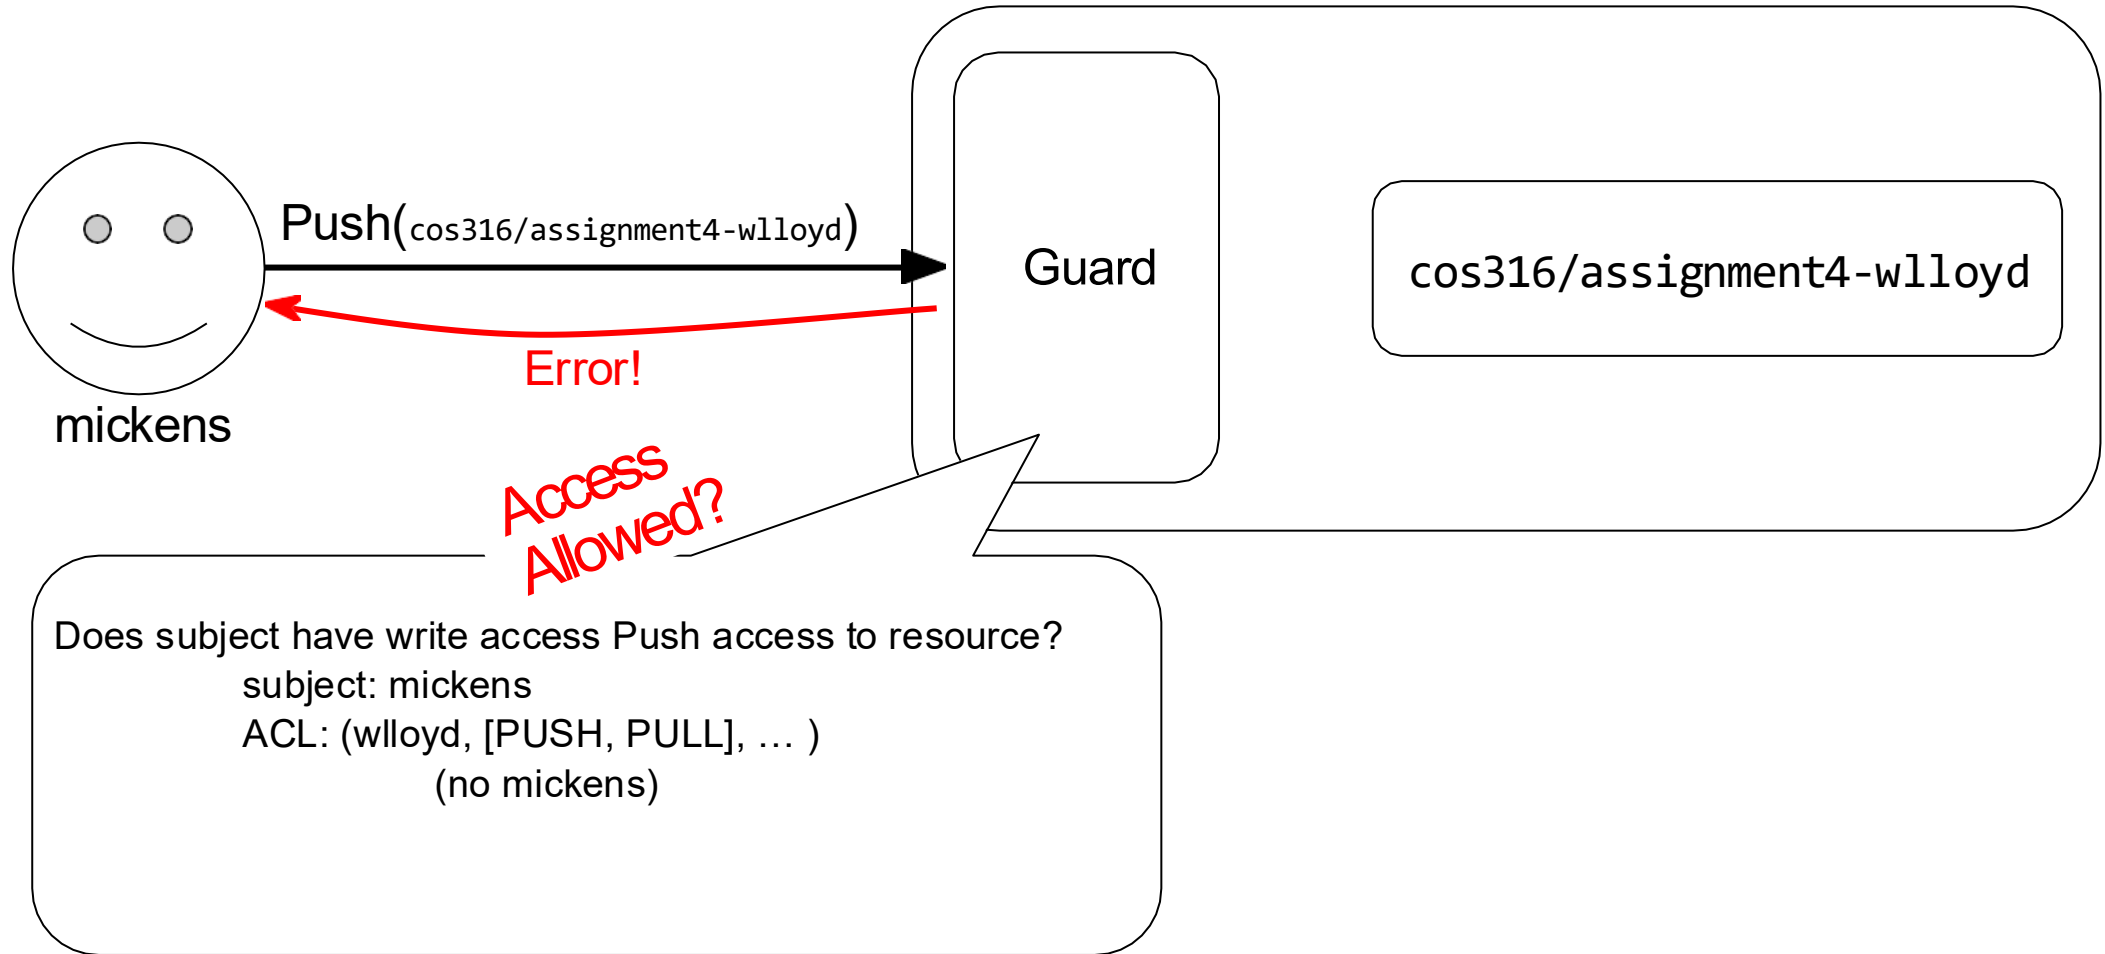 Push(cos316/assignment4-wlloyd)
Guard
cos316/assignment4-wlloyd
Error!
mickens
Access
Allowed?
Does subject have write access Push access to resource?
subject: mickens
ACL: (wlloyd, [PUSH, PULL], … )
(no mickens)